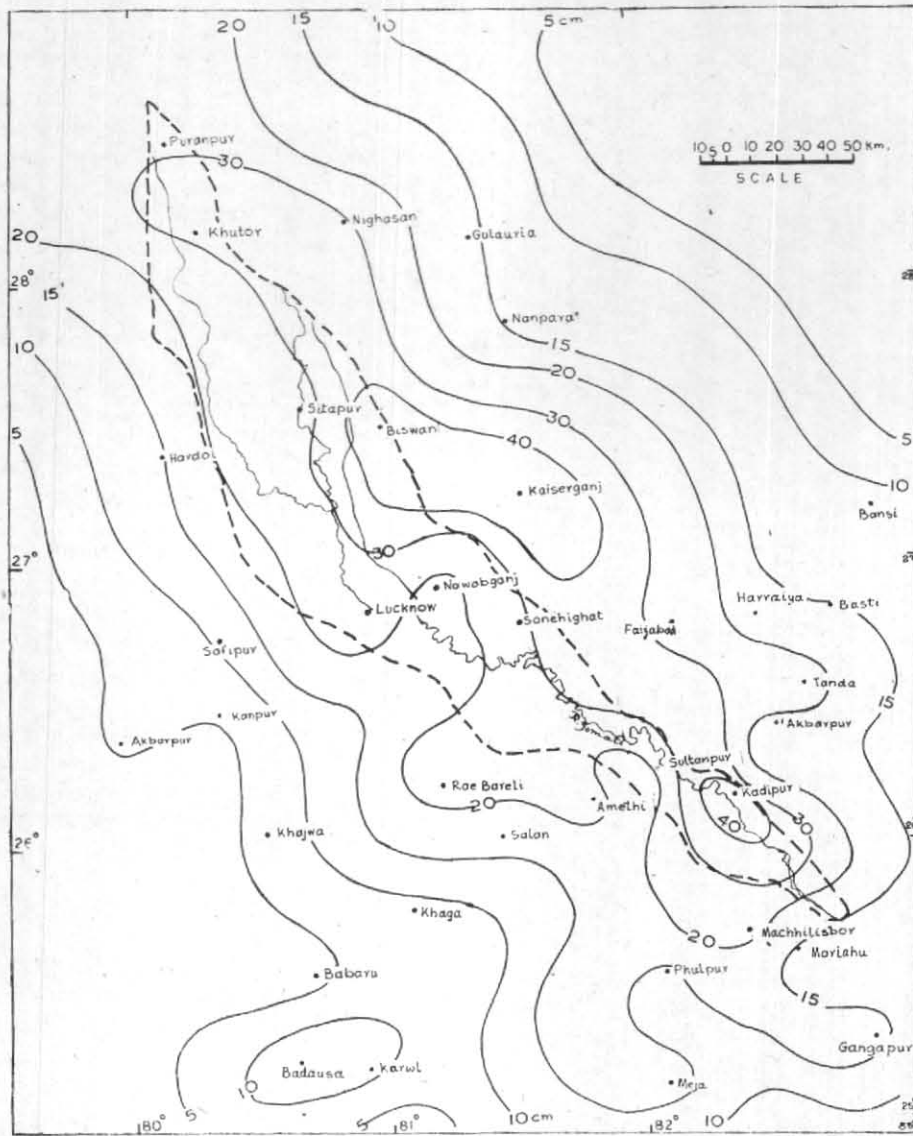 20 15 10 5 cm
Puranpur
10 5 0 10 20 30 40 50 Km.
SCALE
30
Nighasan
Khutor
Gulauria
20
28°
15
Nanpara
15
10
20
30
Sitapur
Biswan
40
5
5
Hardo
10
Kaiserganj
Bansi
27°
30
Nawabganj
Harraiya
Basti
Lucknow
Sonehighat
Faijabad
Safipur
Tanda
15
Kanpur
Akbarpur
Akbarpur
Sultanpur
Rae Bareli
Kadipur
20
Amethi
40
30
26°
Khajwa
Salon
Khaga
Machhilisbor
20
Mariahu
Babaru
Phulpur
15
Gangapur
Badausa
Karwi
Meja
10
5
10 cm
10
80°
81°
82°